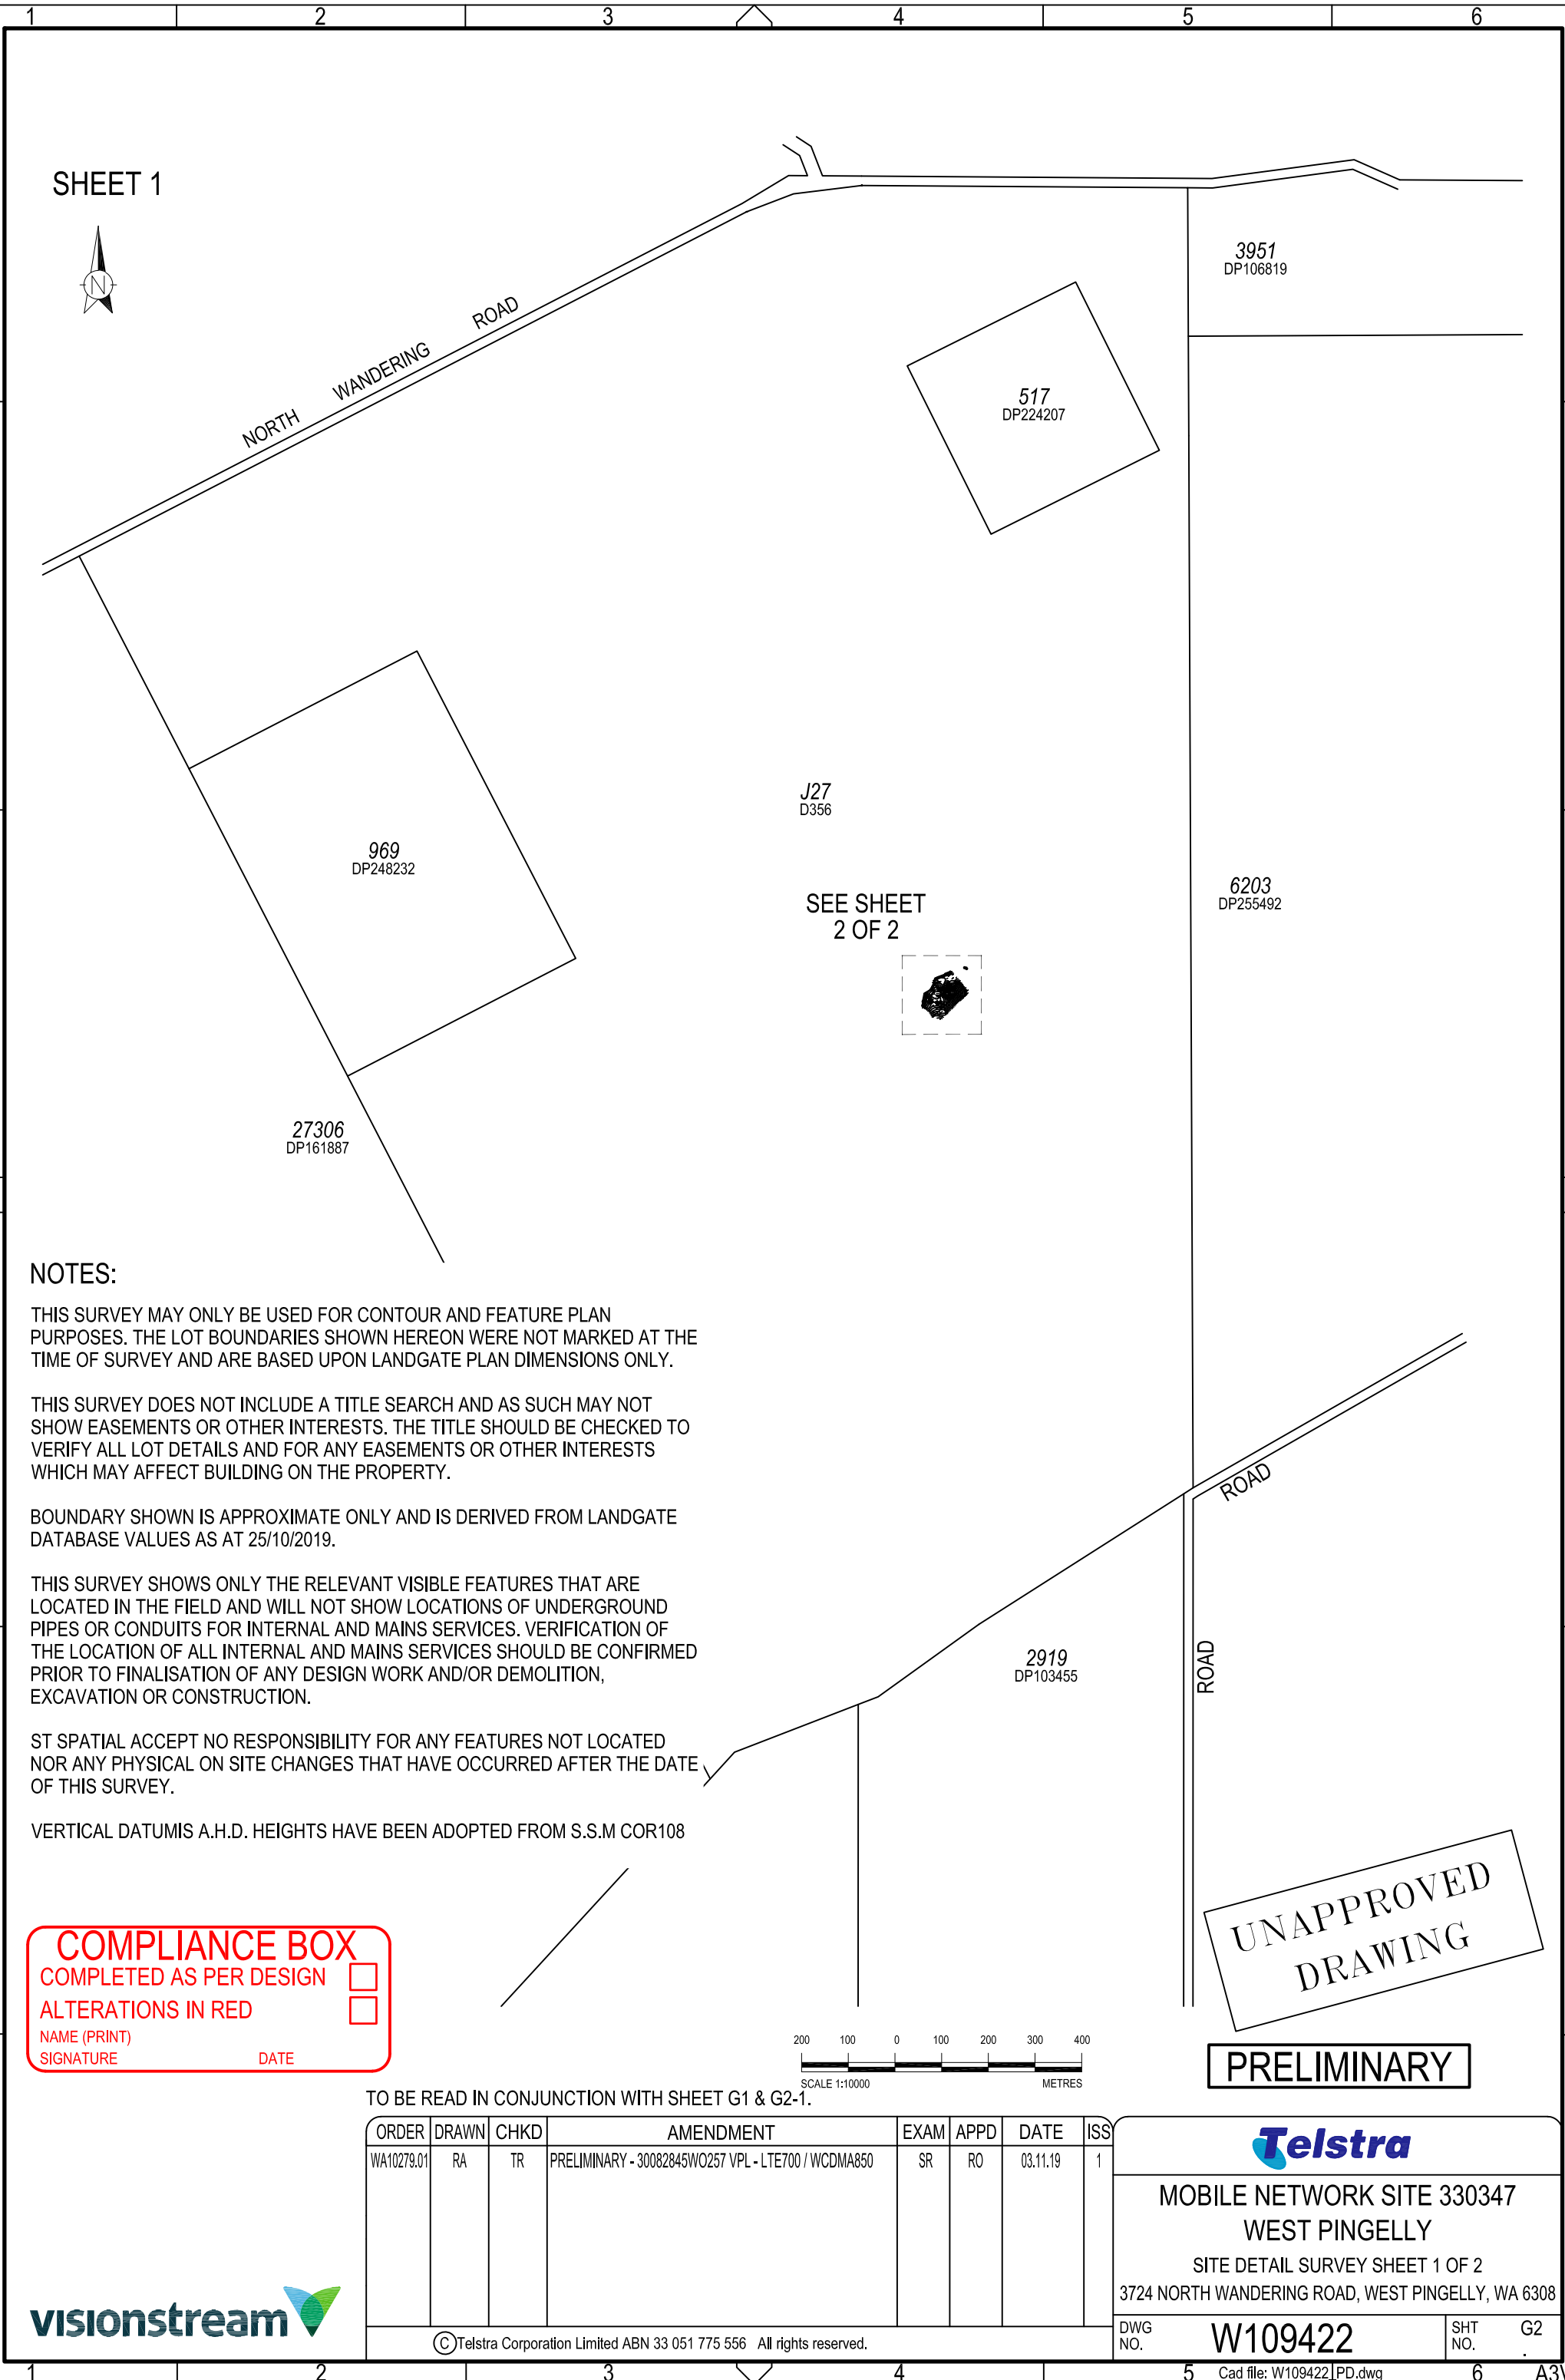 1 2 3 4 5 6
SHEET 1
N
NORTH WANDERING ROAD
3951
DP106819
517
DP224207
J27
D356
969
DP248232
SEE SHEET
2 OF 2
6203
DP255492
27306
DP161887
NOTES:
THIS SURVEY MAY ONLY BE USED FOR CONTOUR AND FEATURE PLAN
PURPOSES. THE LOT BOUNDARIES SHOWN HEREON WERE NOT MARKED AT THE
TIME OF SURVEY AND ARE BASED UPON LANDGATE PLAN DIMENSIONS ONLY.
THIS SURVEY DOES NOT INCLUDE A TITLE SEARCH AND AS SUCH MAY NOT
SHOW EASEMENTS OR OTHER INTERESTS. THE TITLE SHOULD BE CHECKED TO
VERIFY ALL LOT DETAILS AND FOR ANY EASEMENTS OR OTHER INTERESTS
WHICH MAY AFFECT BUILDING ON THE PROPERTY.
BOUNDARY SHOWN IS APPROXIMATE ONLY AND IS DERIVED FROM LANDGATE
DATABASE VALUES AS AT 25/10/2019.
THIS SURVEY SHOWS ONLY THE RELEVANT VISIBLE FEATURES THAT ARE
LOCATED IN THE FIELD AND WILL NOT SHOW LOCATIONS OF UNDERGROUND
PIPES OR CONDUITS FOR INTERNAL AND MAINS SERVICES. VERIFICATION OF
THE LOCATION OF ALL INTERNAL AND MAINS SERVICES SHOULD BE CONFIRMED
PRIOR TO FINALISATION OF ANY DESIGN WORK AND/OR DEMOLITION,
EXCAVATION OR CONSTRUCTION.
ST SPATIAL ACCEPT NO RESPONSIBILITY FOR ANY FEATURES NOT LOCATED
NOR ANY PHYSICAL ON SITE CHANGES THAT HAVE OCCURRED AFTER THE DATE
OF THIS SURVEY.
VERTICAL DATUMIS A.H.D. HEIGHTS HAVE BEEN ADOPTED FROM S.S.M COR108
ROAD
ROAD
2919
DP103455
UNAPPROVED
DRAWING
COMPLIANCE BOX
COMPLETED AS PER DESIGN
ALTERATIONS IN RED
NAME (PRINT)
SIGNATURE DATE
200 100 0 100 200 300 400
SCALE 1:10000 METRES
PRELIMINARY
TO BE READ IN CONJUNCTION WITH SHEET G1 & G2-1.
ORDER DRAWN CHKD AMENDMENT EXAM APPD DATE ISS
WA10279.01 RA TR PRELIMINARY - 30082845WO257 VPL - LTE700 / WCDMA850 SR RO 03.11.19 1
Telstra
MOBILE NETWORK SITE 330347
WEST PINGELLY
SITE DETAIL SURVEY SHEET 1 OF 2
3724 NORTH WANDERING ROAD, WEST PINGELLY, WA 6308
visionstream
© Telstra Corporation Limited ABN 33 051 775 556 All rights reserved.
DWG NO. W109422 SHT NO. G2
1 2 3 4 5 Cad file: W109422_PD.dwg 6 A3